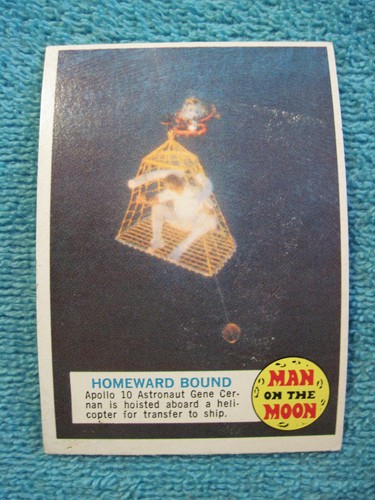 HOMEWARD BOUND
Apollo 10 Astronaut Gene Cer-
nan is hoisted aboard a heli-
copter for transfer to ship.
MAN
ON THE
MOON